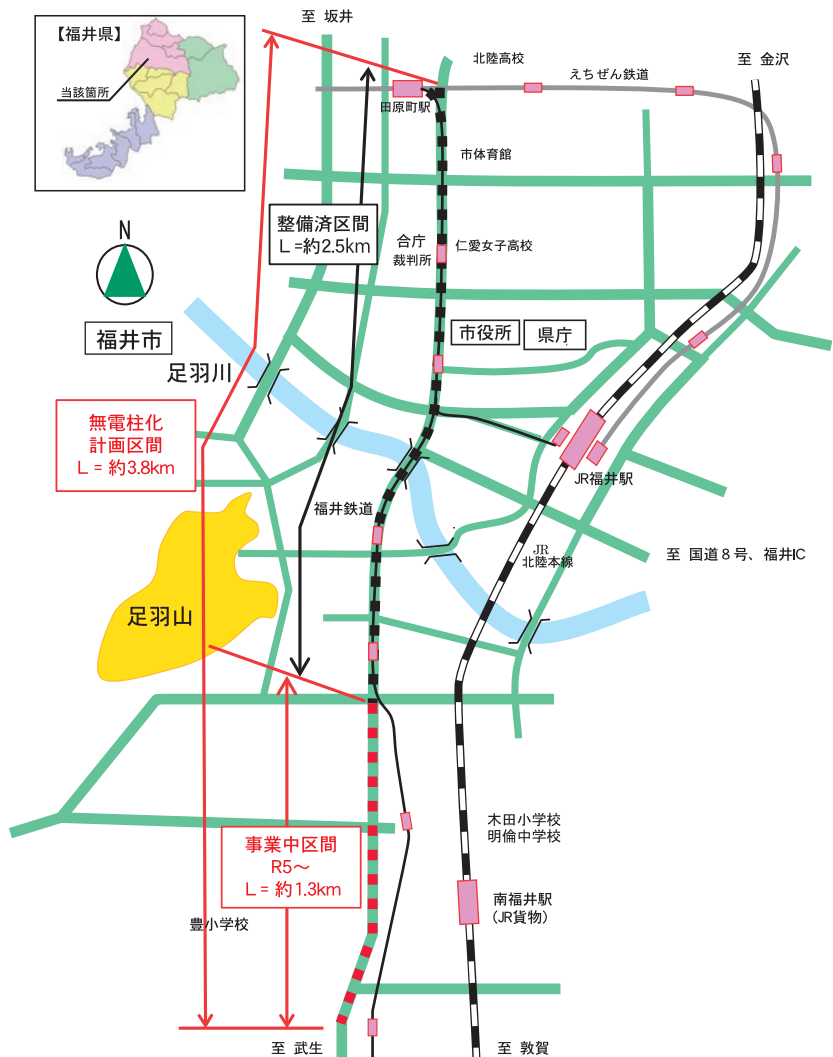 至 坂井
【福井県】
当該箇所
北陸高校
えちぜん鉄道
至 金沢
田原町駅
市体育館
N
整備済区間
L =約2.5km
合庁
裁判所
仁愛女子高校
福井市
市役所
県庁
足羽川
無電柱化
計画区間
L = 約3.8km
JR福井駅
福井鉄道
JR
北陸本線
至 国道8号、福井IC
足羽山
木田小学校
明倫中学校
事業中区間
R5～
L = 約1.3km
南福井駅
(JR貨物)
豊小学校
至 武生
至 敦賀